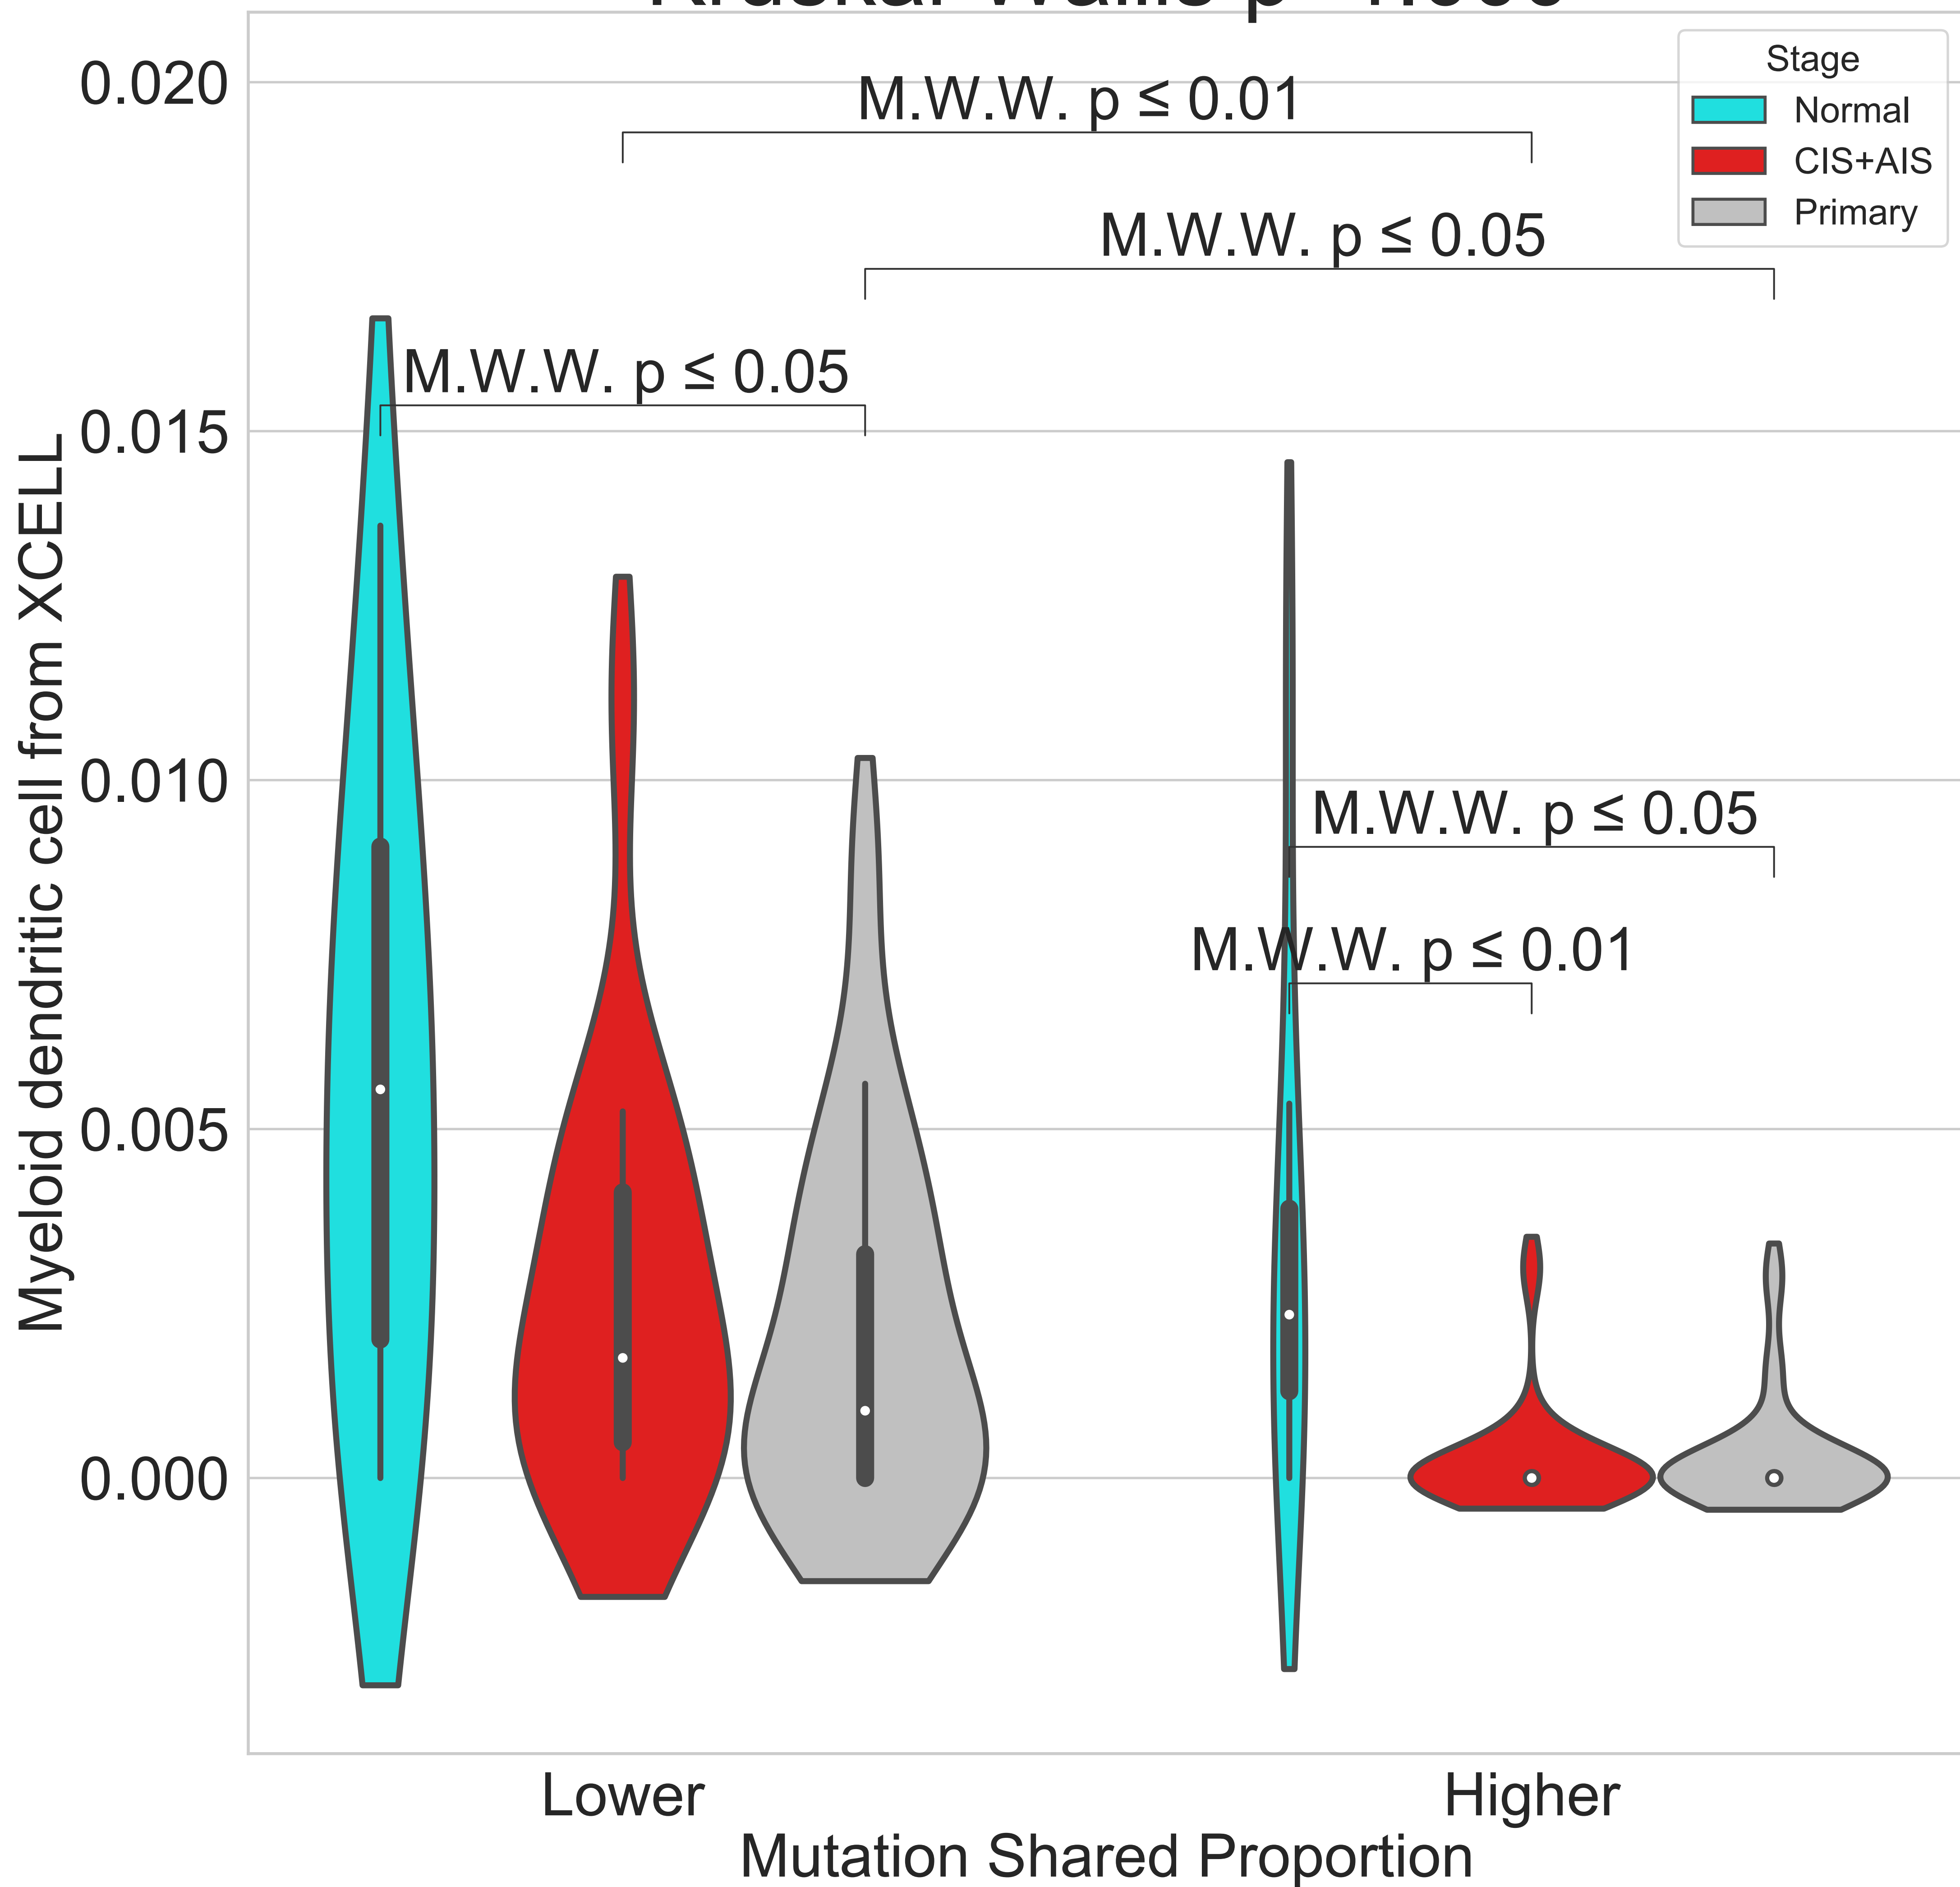 0.020
0.015
0.010
0.005
0.000
Myeloid dendritic cell from XCELL
M.W.W. p ≤ 0.01
M.W.W. p ≤ 0.05
M.W.W. p ≤ 0.05
M.W.W. p ≤ 0.05
M.W.W. p ≤ 0.01
Stage
Normal
CIS+AIS
Primary
Lower
Higher
Mutation Shared Proportion